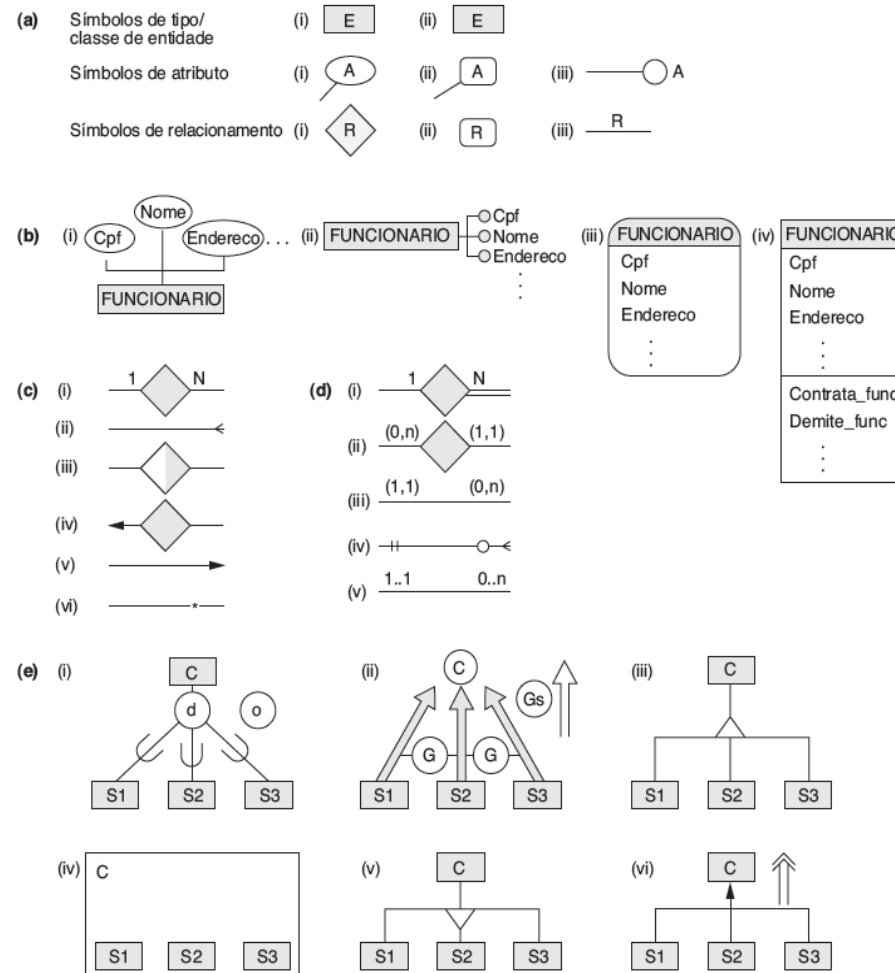 (a) Símbolos de tipo/
classe de entidade
(i) E (ii) E
Símbolos de atributo (i) A (ii) A (iii) A
Símbolos de relacionamento (i) R (ii) R (iii) R
(b) (i) Cpf Nome Endereco . . .
FUNCIONARIO
(ii) FUNCIONARIO
Cpf
Nome
Endereco
(iii) FUNCIONARIO
Cpf
Nome
Endereco
(iv) FUNCIONARIO
Cpf
Nome
Endereco
Contrata_func
Demite_func
(c) (i) 1 N
(ii)
(iii)
(iv)
(v)
(vi) *
(d) (i) 1 N
(ii) (0,n) (1,1)
(iii) (1,1) (0,n)
(iv)
(v) 1..1 0..n
(e) (i) C
d o
S1 S2 S3
(ii) C
Gs
G G
S1 S2 S3
(iii) C
S1 S2 S3
(iv) C
S1 S2 S3
(v) C
S1 S2 S3
(vi) C
S1 S2 S3